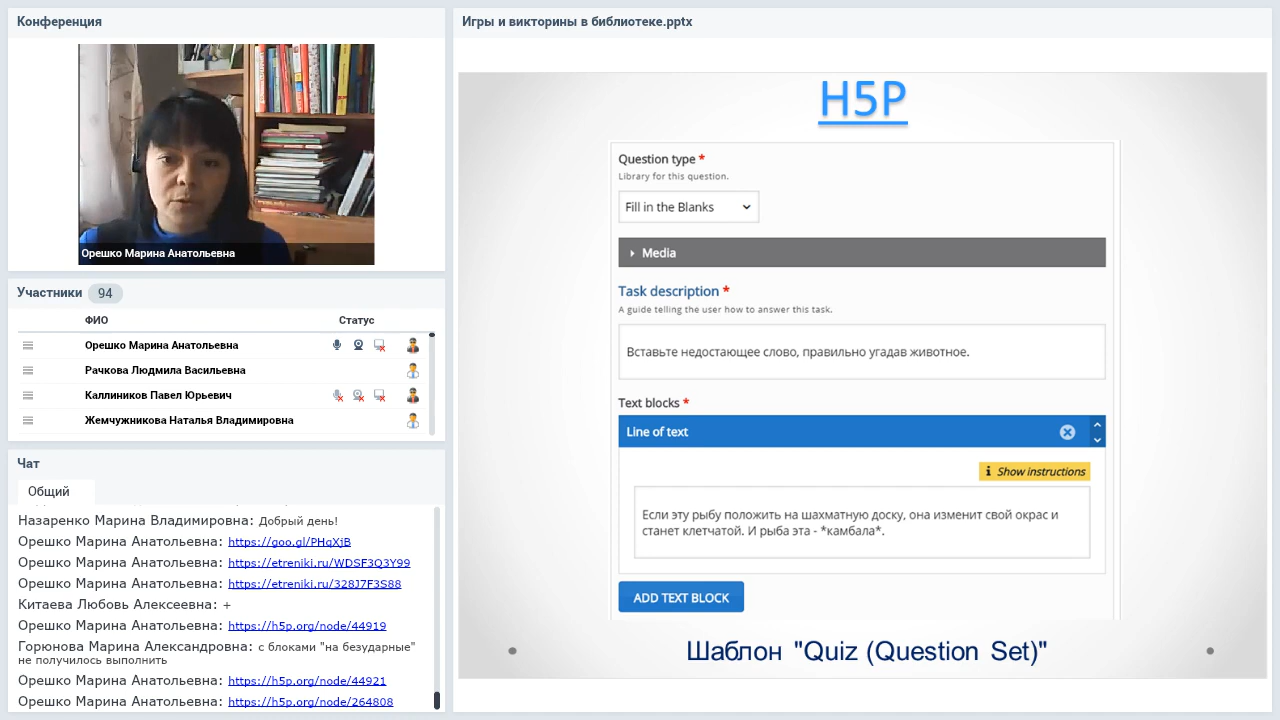 Конференция
Орешко Марина Анатольевна
Участники 94
ФИО Статус
Орешко Марина Анатольевна
Рачкова Людмила Васильевна
Каллиников Павел Юрьевич
Жемчужникова Наталья Владимировна
Чат
Общий
Назаренко Марина Владимировна: Добрый день!
Орешко Марина Анатольевна: https://goo.gl/PHqXjB
Орешко Марина Анатольевна: https://etreniki.ru/WDSF3Q3Y99
Орешко Марина Анатольевна: https://etreniki.ru/328J7F3S88
Китаева Любовь Алексеевна: +
Орешко Марина Анатольевна: https://h5p.org/node/44919
Горюнова Марина Александровна: с блоками "на безударные"
не получилось выполнить
Орешко Марина Анатольевна: https://h5p.org/node/44921
Орешко Марина Анатольевна: https://h5p.org/node/264808
Игры и викторины в библиотеке.pptx
H5P
Question type *
Library for this question.
Fill in the Blanks
Media
Task description *
A guide telling the user how to answer this task.
Вставьте недостающее слово, правильно угадав животное.
Text blocks *
Line of text
Show instructions
Если эту рыбу положить на шахматную доску, она изменит свой окрас и
станет клетчатой. И рыба эта - *камбала*.
ADD TEXT BLOCK
Шаблон "Quiz (Question Set)"